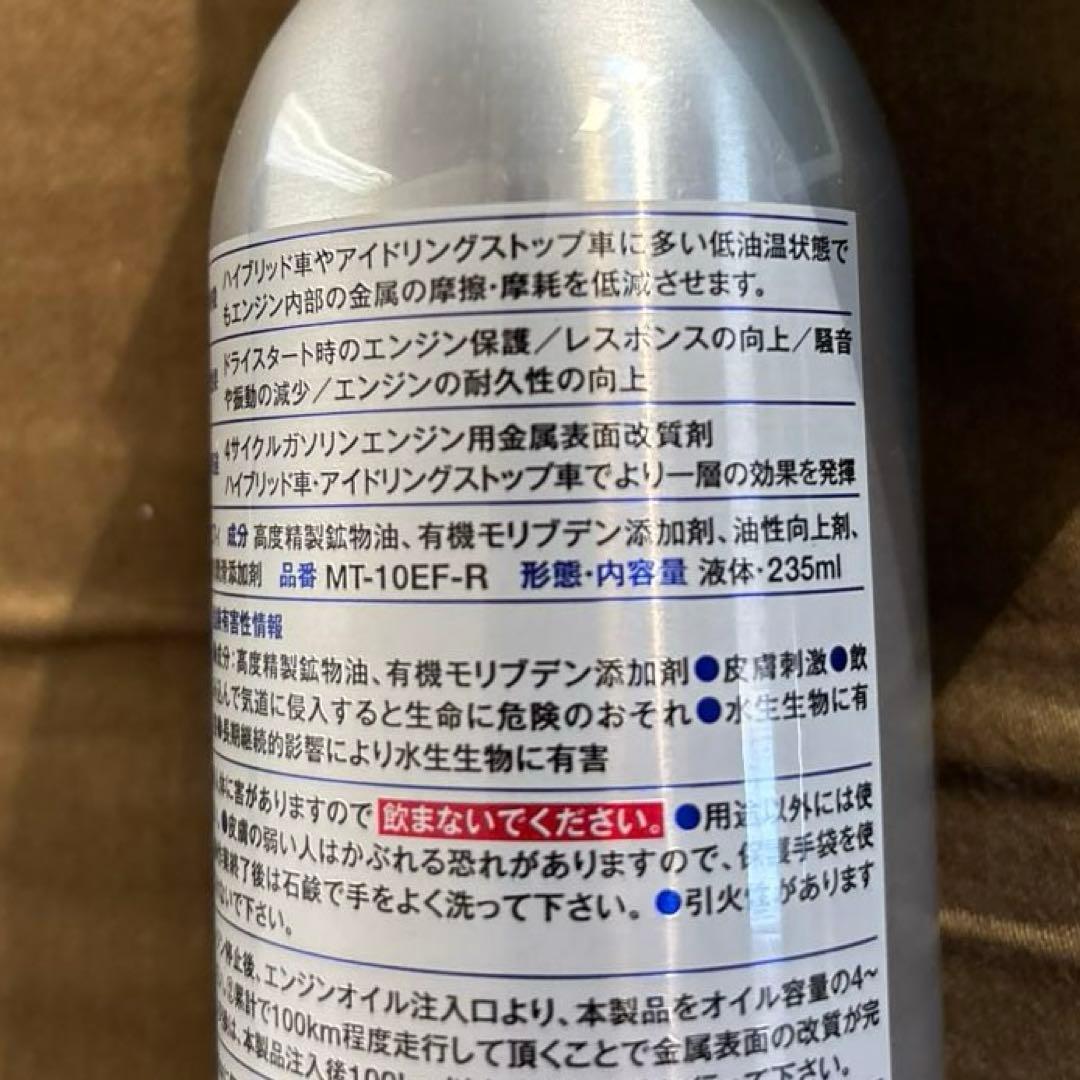 ハイブリッド車やアイドリングストップ車に多い低油温状態で
もエンジン内部の金属の摩擦・摩耗を低減させます。
ドライスタート時のエンジン保護／レスポンスの向上／騒音
や振動の減少／エンジンの耐久性の向上
4サイクルガソリンエンジン用金属表面改質剤
ハイブリッド車・アイドリングストップ車でより一層の効果を発揮
成分 高度精製鉱物油、有機モリブデン添加剤、油性向上剤、
添加剤 品番 MT-10EF-R 形態・内容量 液体・235ml
有害性情報
成分：高度精製鉱物油、有機モリブデン添加剤●皮膚刺激●飲
込んで気道に侵入すると生命に危険のおそれ●水生生物に有
●長期継続的影響により水生生物に有害
に害がありますので 飲まないでください。 ●用途以外には使
●皮膚の弱い人はかぶれる恐れがありますので、保護手袋を使
終了後は石鹸で手をよく洗って下さい。●引火性があります
いで下さい。
停止後、エンジンオイル注入口より、本製品をオイル容量の4~
累計で100km程度走行して頂くことで金属表面の改質が完
は、本製品注入後
て下さい。